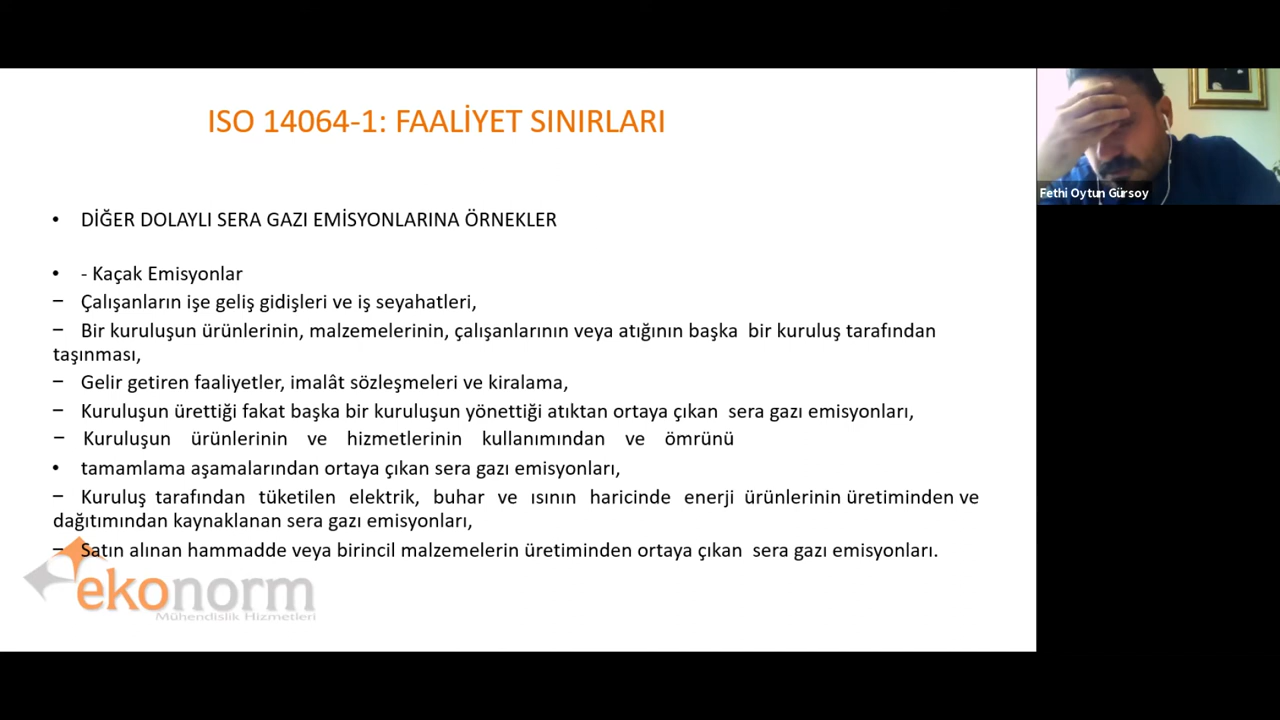 ISO 14064-1: FAALİYET SINIRLARI
Fethi Oytun Gürsoy
• DİĞER DOLAYLI SERA GAZI EMİSYONLARINA ÖRNEKLER
• - Kaçak Emisyonlar
− Çalışanların işe geliş gidişleri ve iş seyahatleri,
− Bir kuruluşun ürünlerinin, malzemelerinin, çalışanlarının veya atığının başka bir kuruluş tarafından
taşınması,
− Gelir getiren faaliyetler, imalât sözleşmeleri ve kiralama,
− Kuruluşun ürettiği fakat başka bir kuruluşun yönettiği atıktan ortaya çıkan sera gazı emisyonları,
− Kuruluşun ürünlerinin ve hizmetlerinin kullanımından ve ömrünü
• tamamlama aşamalarından ortaya çıkan sera gazı emisyonları,
− Kuruluş tarafından tüketilen elektrik, buhar ve ısının haricinde enerji ürünlerinin üretiminden ve
dağıtımından kaynaklanan sera gazı emisyonları,
− Satın alınan hammadde veya birincil malzemelerin üretiminden ortaya çıkan sera gazı emisyonları.
ekonorm
Mühendislik Hizmetleri